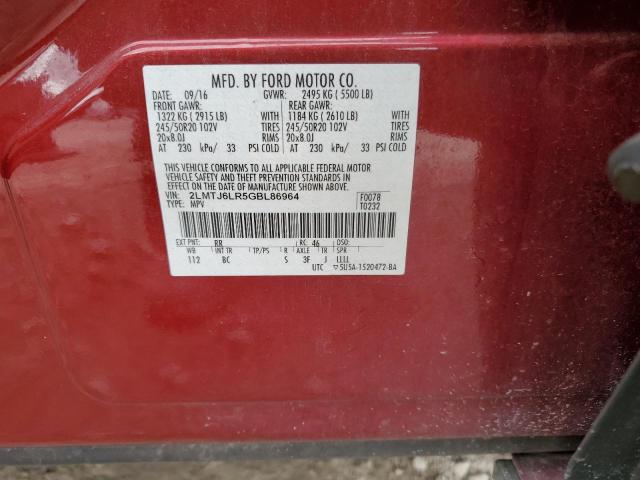 MFD. BY FORD MOTOR CO.
DATE: 09/16 GVWR: 2495 KG ( 5500 LB)
FRONT GAWR: REAR GAWR:
1322 KG ( 2915 LB) WITH 1184 KG ( 2610 LB) WITH
245/50R20 102V TIRES 245/50R20 102V TIRES
20x8.0J RIMS 20x8.0J RIMS
AT 230 kPa/ 33 PSI COLD AT 230 kPa/ 33 PSI COLD
THIS VEHICLE CONFORMS TO ALL APPLICABLE FEDERAL MOTOR
VEHICLE SAFETY AND THEFT PREVENTION STANDARDS IN
EFFECT ON THE DATE OF MANUFACTURE SHOWN ABOVE.
VIN: 2LMTJ6LR5GBL86964 F0078
TYPE: MPV T0232
EXT PNT: RR RC: 46 DSO:
WB INT TR TP/PS R AXLE TR SPR
112 BC S 3F J LLLL
UTC ▽5U5A-1520472-BA